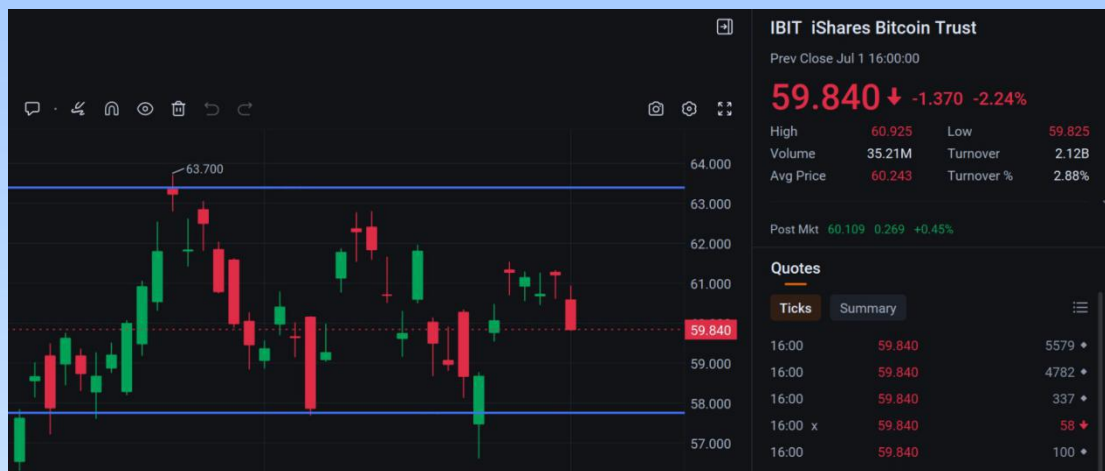 IBIT iShares Bitcoin Trust
Prev Close Jul 1 16:00:00
59.840 -1.370 -2.24%
High 60.925 Low 59.825
Volume 35.21M Turnover 2.12B
Avg Price 60.243 Turnover % 2.88%
Post Mkt 60.109 0.269 +0.45%
Quotes
Ticks Summary
16:00 59.840 5579
16:00 59.840 4782
16:00 59.840 337
16:00 x 59.840 58
16:00 59.840 100
63.700
64.000
63.000
62.000
61.000
59.840
59.000
58.000
57.000